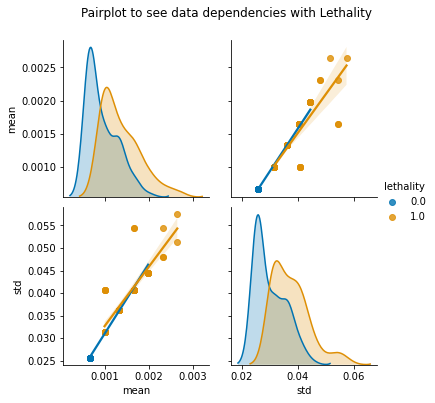 Pairplot to see data dependencies with Lethality
0.0025
0.0020
0.0015
0.0010
mean
lethality
0.0
1.0
0.055
0.050
0.045
0.040
0.035
0.030
0.025
std
0.001 0.002 0.003
mean
0.02 0.04 0.06
std